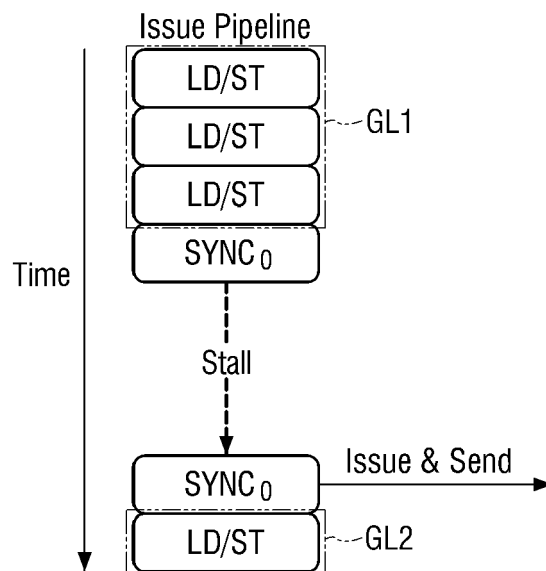 Issue Pipeline
LD/ST
LD/ST
GL1
LD/ST
SYNC0
Time
Stall
Issue & Send
SYNC0
LD/ST
GL2